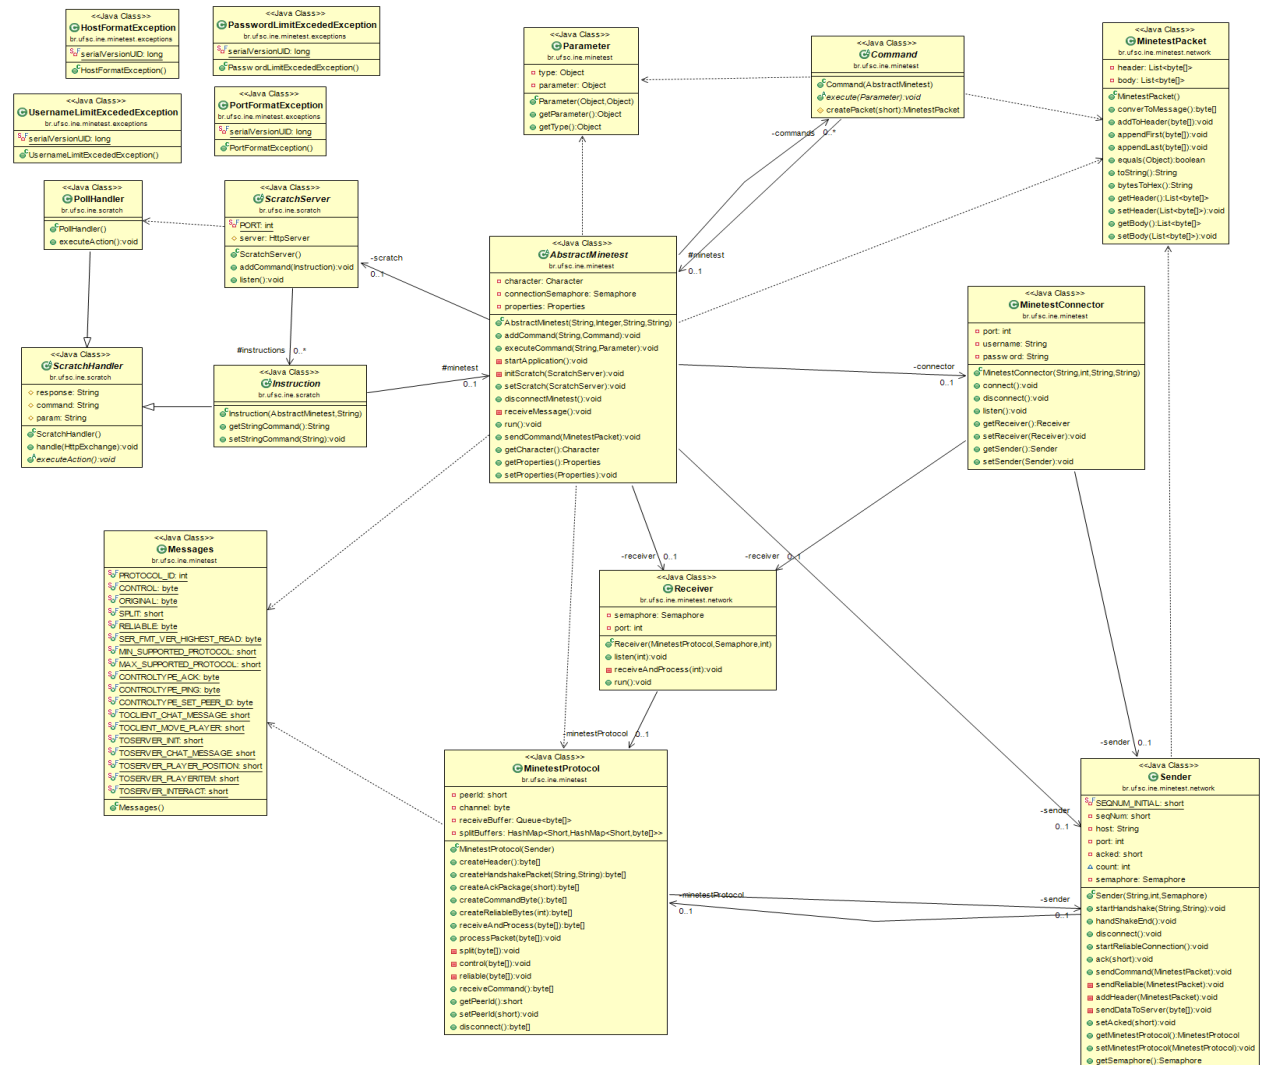 <<Java Class>>
HostFormatException
br.ufsc.ine.minetest.exceptions
serialVersionUID: long
HostFormatException()
<<Java Class>>
PasswordLimitExcededException
br.ufsc.ine.minetest.exceptions
serialVersionUID: long
PasswordLimitExcededException()
<<Java Class>>
UsernameLimitExcededException
br.ufsc.ine.minetest.exceptions
serialVersionUID: long
UsernameLimitExcededException()
<<Java Class>>
PortFormatException
br.ufsc.ine.minetest.exceptions
serialVersionUID: long
PortFormatException()
<<Java Class>>
Parameter
br.ufsc.ine.minetest
type: Object
parameter: Object
Parameter(Object,Object)
getParameter():Object
getType():Object
<<Java Class>>
Command
br.ufsc.ine.minetest
Command(AbstractMinetest)
execute(Parameter):void
createPacket(short):MinetestPacket
<<Java Class>>
MinetestPacket
br.ufsc.ine.minetest.network
header: List<byte[]>
body: List<byte[]>
MinetestPacket()
converToMessage():byte[]
addToHeader(byte[]):void
appendFirst(byte[]):void
appendLast(byte[]):void
equals(Object):boolean
toString():String
bytesToHex():String
getHeader():List<byte[]>
setHeader(List<byte[]>):void
getBody():List<byte[]>
setBody(List<byte[]>):void
<<Java Class>>
PollHandler
br.ufsc.ine.scratch
PollHandler()
executeAction():void
<<Java Class>>
ScratchServer
br.ufsc.ine.scratch
PORT: int
server: HttpServer
ScratchServer()
addCommand(Instruction):void
listen():void
-scratch
0..1
-commands 0..*
#minetest
0..1
<<Java Class>>
AbstractMinetest
br.ufsc.ine.minetest
character: Character
connectionSemaphore: Semaphore
properties: Properties
AbstractMinetest(String,Integer,String,String)
addCommand(String,Command):void
executeCommand(String,Parameter):void
startApplication():void
initScratch(ScratchServer):void
setScratch(ScratchServer):void
disconnectMinetest():void
receiveMessage():void
run():void
sendCommand(MinetestPacket):void
getCharacter():Character
getProperties():Properties
setProperties(Properties):void
<<Java Class>>
MinetestConnector
br.ufsc.ine.minetest
port: int
username: String
password: String
MinetestConnector(String,int,String,String)
connect():void
disconnect():void
listen():void
getReceiver():Receiver
setReceiver(Receiver):void
getSender():Sender
setSender(Sender):void
-connector
0..1
<<Java Class>>
ScratchHandler
br.ufsc.ine.scratch
response: String
command: String
param: String
ScratchHandler()
handle(HttpExchange):void
executeAction():void
#instructions 0..*
<<Java Class>>
Instruction
br.ufsc.ine.scratch
Instruction(AbstractMinetest,String)
getStringCommand():String
setStringCommand(String):void
#minetest
0..1
<<Java Class>>
Messages
br.ufsc.ine.minetest
PROTOCOL_ID: int
CONTROL: byte
ORIGINAL: byte
SPLIT: short
RELIABLE: byte
SER_FMT_VER_HIGHEST_READ: byte
MIN_SUPPORTED_PROTOCOL: short
MAX_SUPPORTED_PROTOCOL: short
CONTROLTYPE_ACK: byte
CONTROLTYPE_PING: byte
CONTROLTYPE_SET_PEER_ID: byte
TOCLIENT_CHAT_MESSAGE: short
TOCLIENT_MOVE_PLAYER: short
TOSERVER_INIT: short
TOSERVER_CHAT_MESSAGE: short
TOSERVER_PLAYER_POSITION: short
TOSERVER_PLAYERITEM: short
TOSERVER_INTERACT: short
Messages()
-receiver 0..1
-receiver 0..1
<<Java Class>>
Receiver
br.ufsc.ine.minetest.network
semaphore: Semaphore
port: int
Receiver(MinetestProtocol,Semaphore,int)
listen(int):void
receiveAndProcess(int):void
run():void
-minetestProtocol 0..1
<<Java Class>>
MinetestProtocol
br.ufsc.ine.minetest
peerId: short
channel: byte
receiveBuffer: Queue<byte[]>
splitBuffers: HashMap<Short,HashMap<Short,byte[]>>
MinetestProtocol(Sender)
createHeader():byte[]
createHandshakePacket(String,String):byte[]
createAckPackage(short):byte[]
createCommandByte():byte[]
createReliableBytes(int):byte[]
receiveAndProcess(byte[]):byte[]
processPacket(byte[]):void
split(byte[]):void
control(byte[]):void
reliable(byte[]):void
receiveCommand():byte[]
getPeerId():short
setPeerId(short):void
disconnect():byte[]
-minetestProtocol
0..1
-sender
0..1
-sender
0..1
-sender 0..1
<<Java Class>>
Sender
br.ufsc.ine.minetest.network
SEQNUM_INITIAL: short
seqNum: short
host: String
port: int
acked: short
count: int
semaphore: Semaphore
Sender(String,int,Semaphore)
startHandshake(String,String):void
handShakeEnd():void
disconnect():void
startReliableConnection():void
ack(short):void
sendCommand(MinetestPacket):void
sendReliable(MinetestPacket):void
addHeader(MinetestPacket):void
sendDataToServer(byte[]):void
setAcked(short):void
getMinetestProtocol():MinetestProtocol
setMinetestProtocol(MinetestProtocol):void
getSemaphore():Semaphore